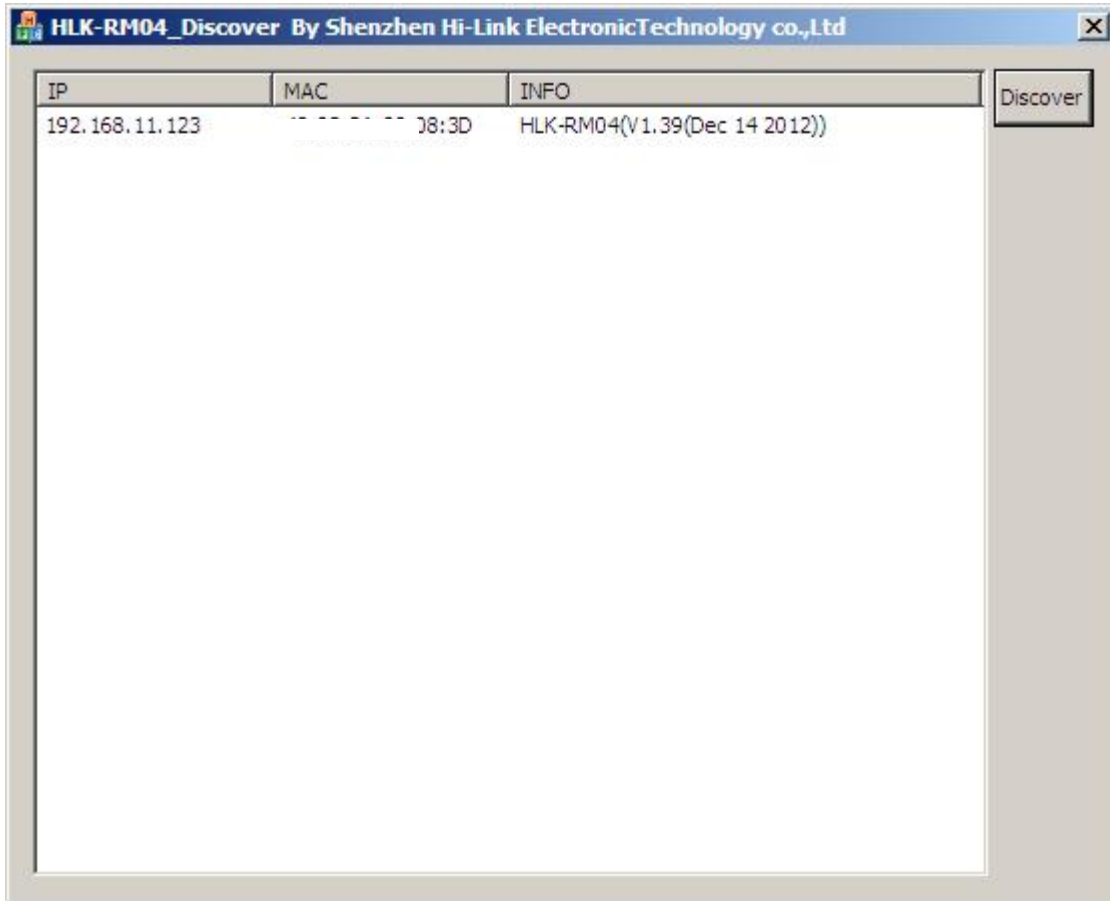 HLK-RM04_Discover By Shenzhen Hi-Link ElectronicTechnology co.,Ltd
IP MAC INFO Discover
192.168.11.123 08:3D HLK-RM04(V1.39(Dec 14 2012))